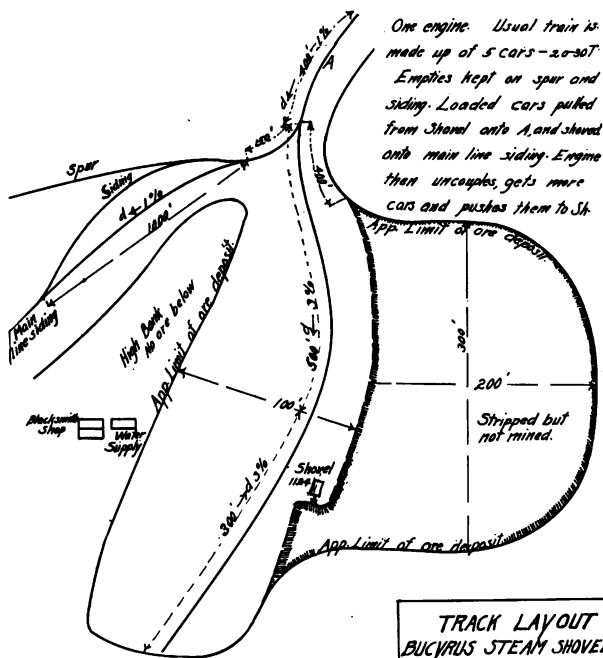 One engine. Usual train is
made up of 5 cars - 20-30T
Empties kept on spur and
siding. Loaded cars pulled
from Shovel onto A, and shoved
onto main line siding. Engine
then uncouples, gets more
cars and pushes them to Sh.
A
400'-1%
400'
Spur
Siding
d 1%
1000'
Main
line siding
High Bank
No ore below
App. Limit of ore deposit
App. Limit of ore deposit.
500' d 2%
300'
200'
100'
Stripped but
not mined.
Blacksmith
Shop
Water
Supply
Shovel
300' d 3%
App. Limit of ore deposit
TRACK LAYOUT
BUCYRUS STEAM SHOVEL